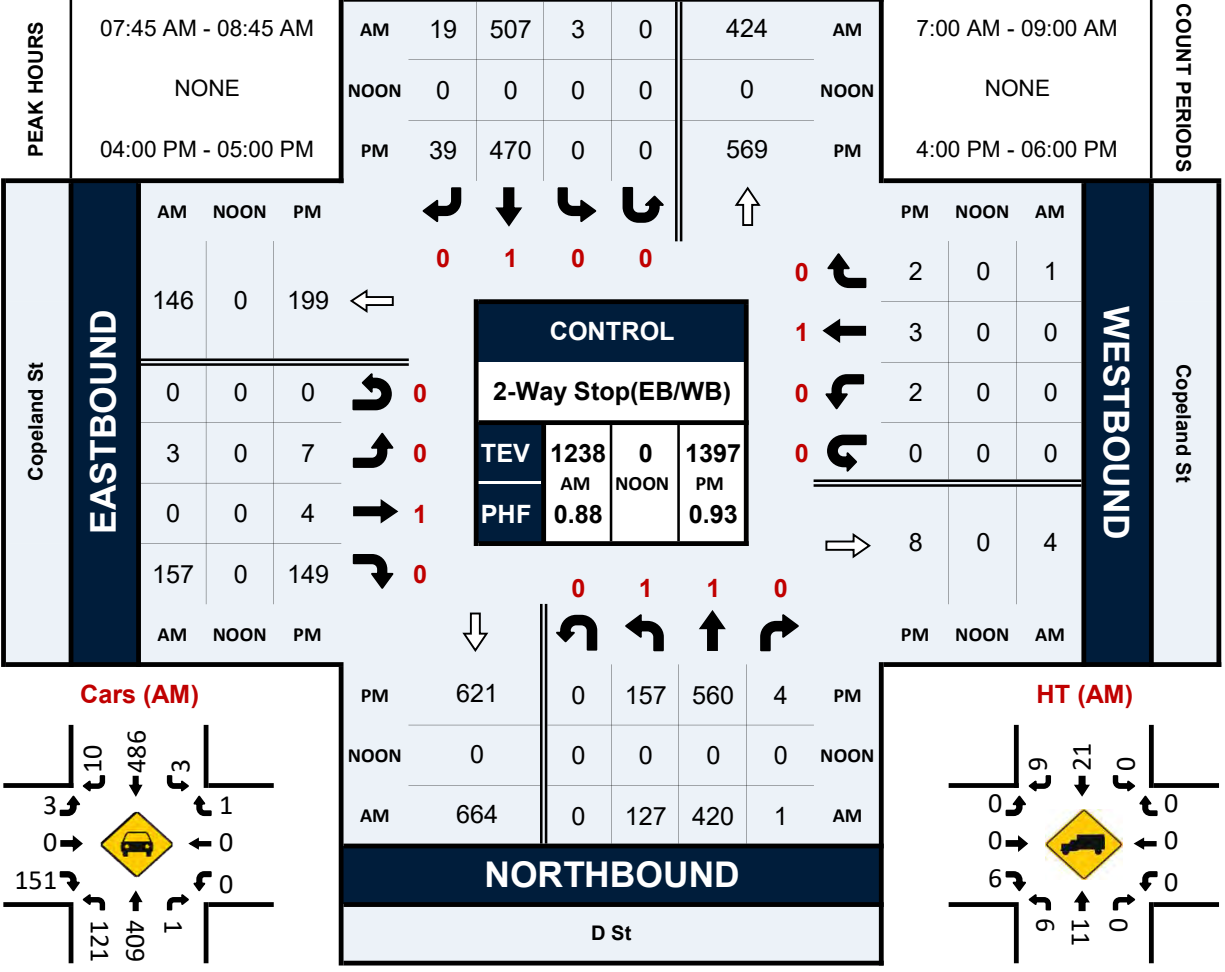 PEAK HOURS
07:45 AM - 08:45 AM
NONE
04:00 PM - 05:00 PM
AM 19 507 3 0 424 AM
NOON 0 0 0 0 0 NOON
PM 39 470 0 0 569 PM
7:00 AM - 09:00 AM
NONE
4:00 PM - 06:00 PM
COUNT PERIODS
0 1 0 0
Copeland St
EASTBOUND
AM NOON PM
146 0 199
0 0 0 0
3 0 7 0
0 0 4 1
157 0 149 0
AM NOON PM
CONTROL
2-Way Stop(EB/WB)
TEV 1238 0 1397
AM NOON PM
PHF 0.88 0.93
PM NOON AM
0 2 0 1
1 3 0 0
0 2 0 0
0 0 0 0
8 0 4
PM NOON AM
WESTBOUND
Copeland St
0 1 1 0
PM 621 0 157 560 4 PM
NOON 0 0 0 0 0 NOON
AM 664 0 127 420 1 AM
NORTHBOUND
D St
Cars (AM)
10 486 3
3 1
0 0
151 0
121 409 1
HT (AM)
9 21 0
0 0
0 0
6 0
6 11 0